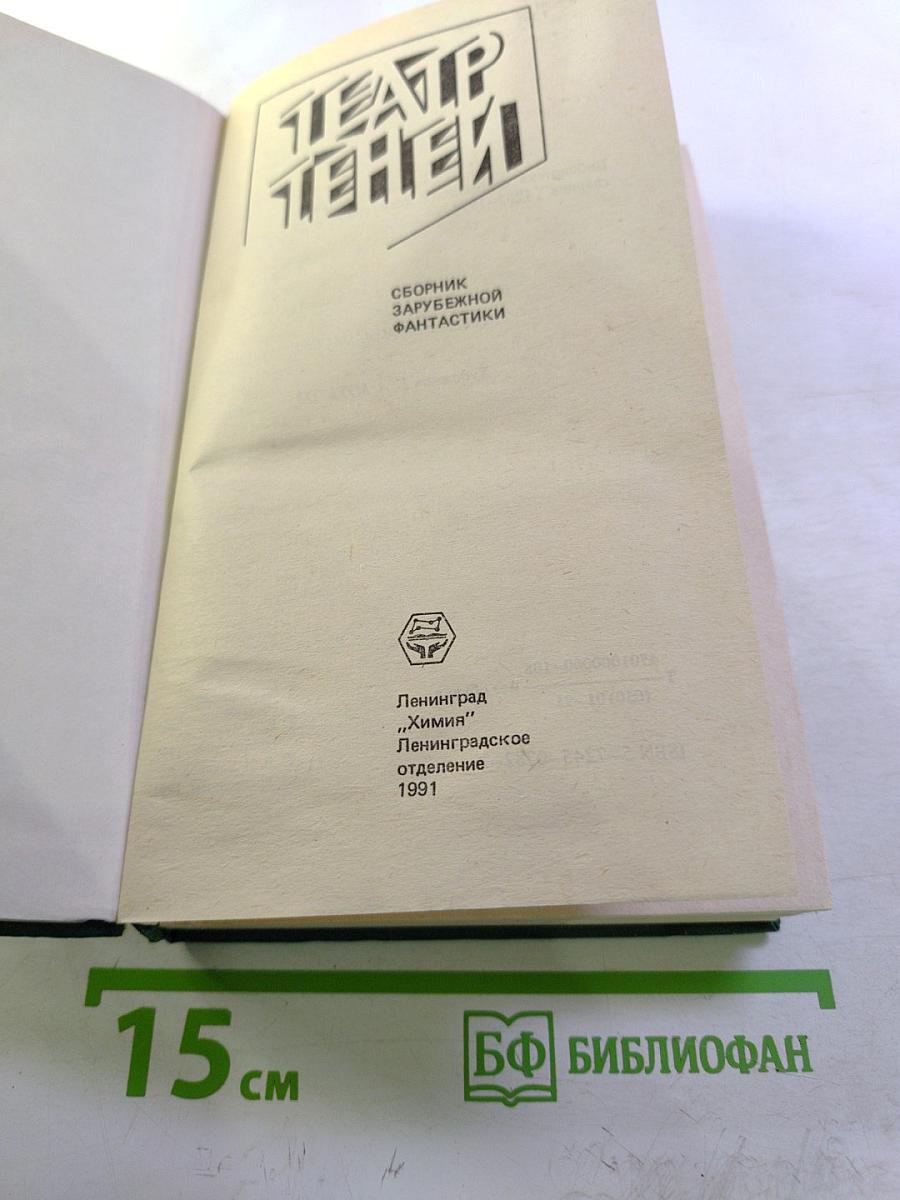 ТЕАТР
ТЕНЕЙ
СБОРНИК
ЗАРУБЕЖНОЙ
ФАНТАСТИКИ
Ленинград
„Химия"
Ленинградское
отделение
1991
15 см
БФ БИБЛИОФАН